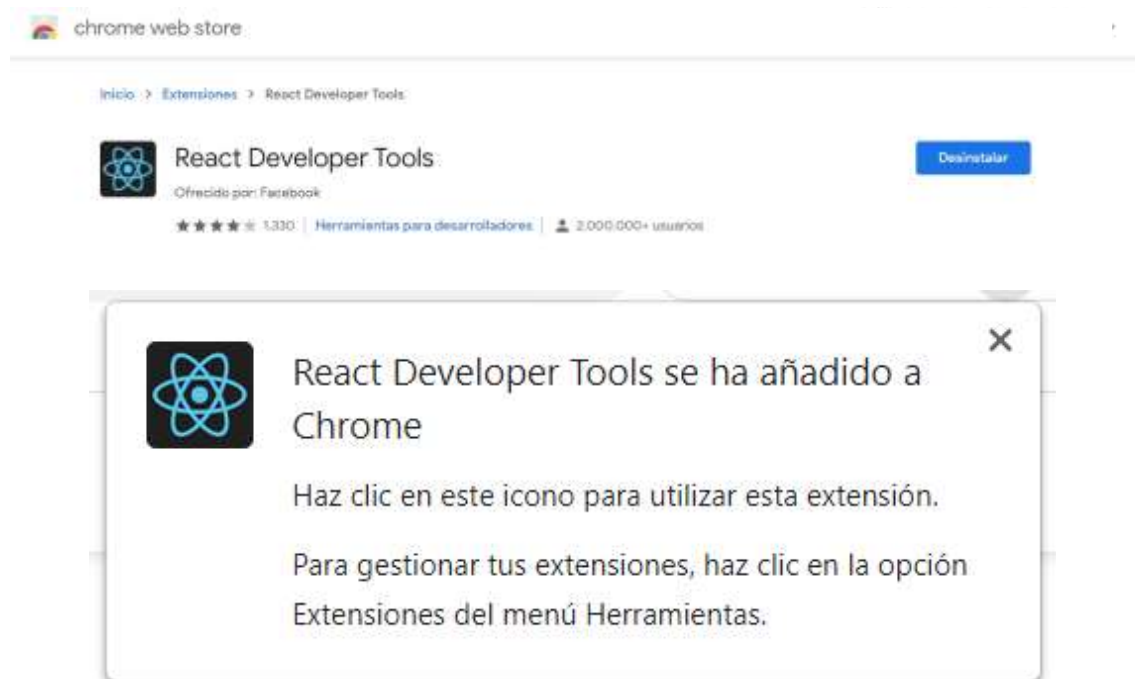 chrome web store
Inicio > Extensiones > React Developer Tools
React Developer Tools
Desinstalar
Ofrecido por: Facebook
1.330 | Herramientas para desarrolladores | 2.000.000+ usuarios
React Developer Tools se ha añadido a
Chrome
Haz clic en este icono para utilizar esta extensión.
Para gestionar tus extensiones, haz clic en la opción
Extensiones del menú Herramientas.